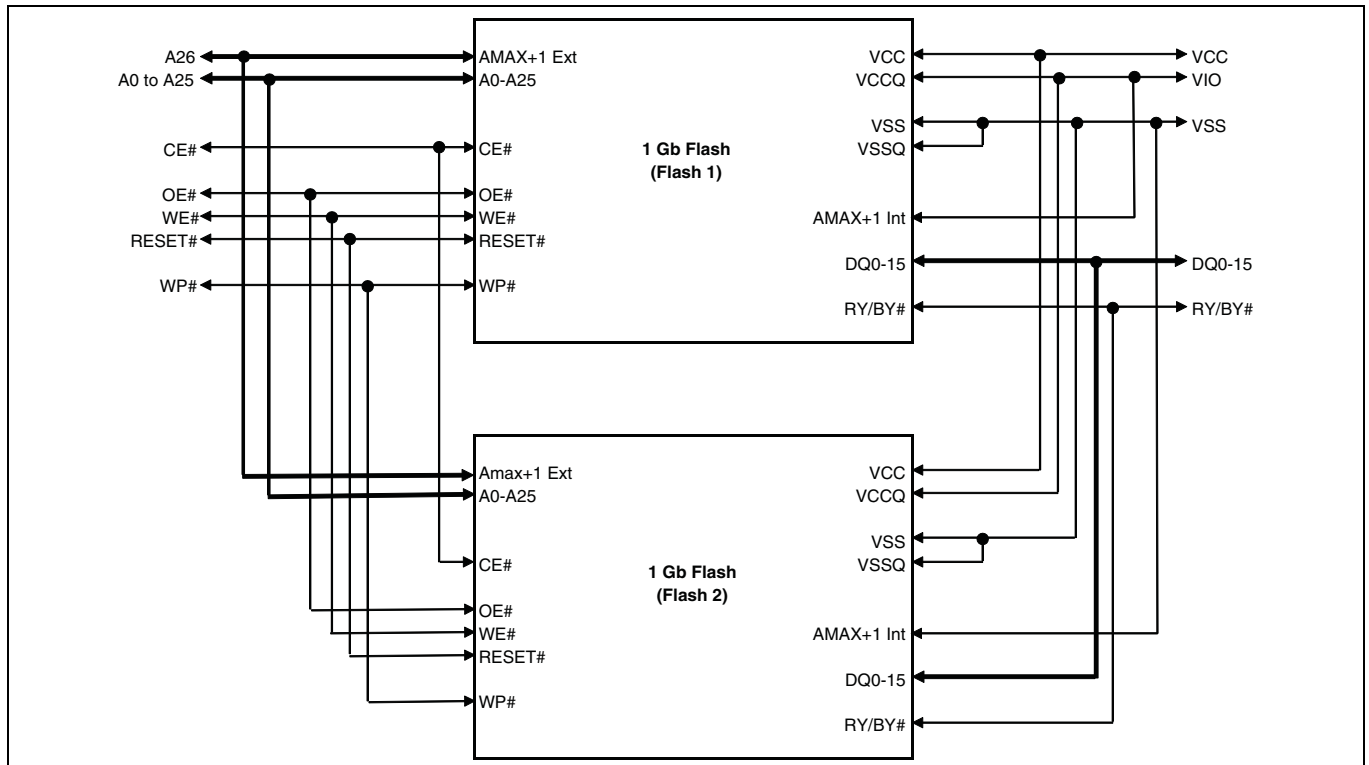 A26
A0 to A25
CE#
OE#
WE#
RESET#
WP#
AMAX+1 Ext
A0-A25
CE#
OE#
WE#
RESET#
WP#
1 Gb Flash
(Flash 1)
VCC
VCCQ
VSS
VSSQ
AMAX+1 Int
DQ0-15
RY/BY#
VCC
VIO
VSS
DQ0-15
RY/BY#
Amax+1 Ext
A0-A25
CE#
OE#
WE#
RESET#
WP#
1 Gb Flash
(Flash 2)
VCC
VCCQ
VSS
VSSQ
AMAX+1 Int
DQ0-15
RY/BY#